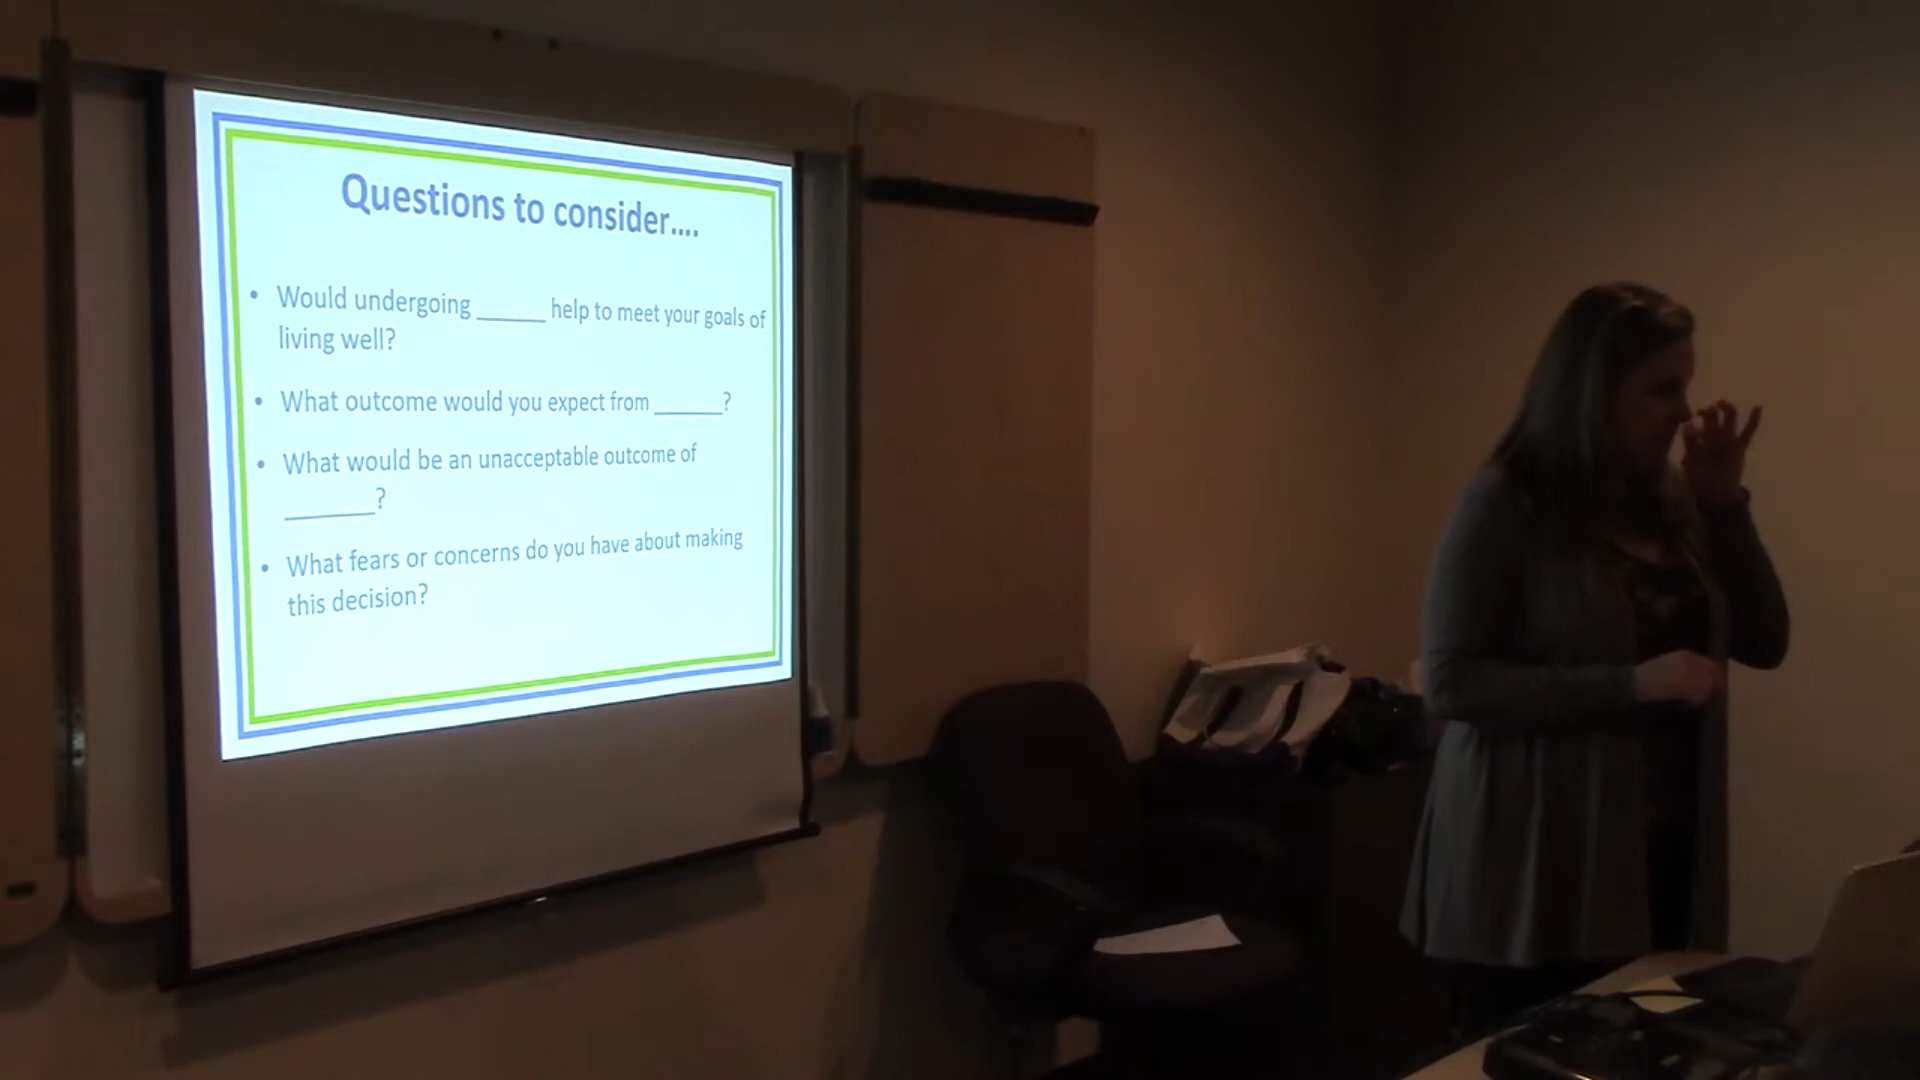 Questions to consider....
• Would undergoing ______ help to meet your goals of
living well?
• What outcome would you expect from ______?
• What would be an unacceptable outcome of
________?
• What fears or concerns do you have about making
this decision?